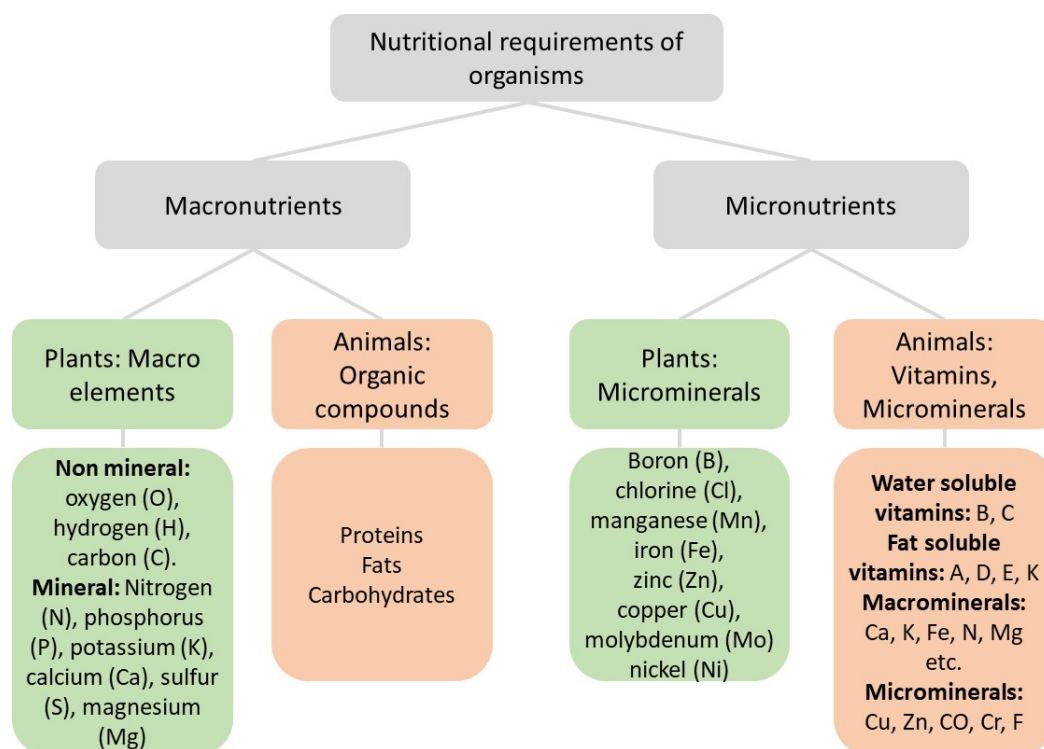 Nutritional requirements of
organisms
Macronutrients
Micronutrients
Plants: Macro
elements
Animals:
Organic
compounds
Plants:
Microminerals
Animals:
Vitamins,
Microminerals
Non mineral:
oxygen (O),
hydrogen (H),
carbon (C).
Mineral: Nitrogen
(N), phosphorus
(P), potassium (K),
calcium (Ca), sulfur
(S), magnesium
(Mg)
Proteins
Fats
Carbohydrates
Boron (B),
chlorine (Cl),
manganese (Mn),
iron (Fe),
zinc (Zn),
copper (Cu),
molybdenum (Mo)
nickel (Ni)
Water soluble
vitamins: B, C
Fat soluble
vitamins: A, D, E, K
Macrominerals:
Ca, K, Fe, N, Mg
etc.
Microminerals:
Cu, Zn, CO, Cr, F